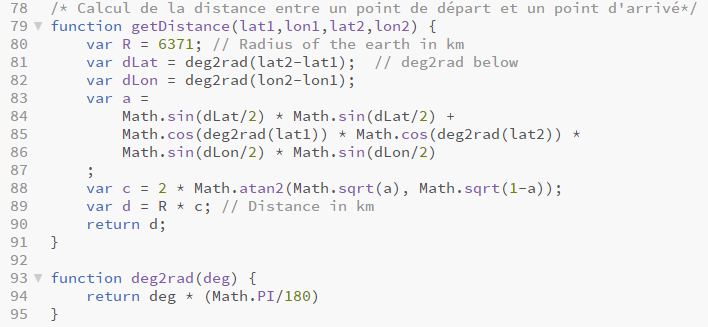 78 /* Calcul de la distance entre un point de départ et un point d'arrivé*/
79 function getDistance(lat1,lon1,lat2,lon2) {
80     var R = 6371; // Radius of the earth in km
81     var dLat = deg2rad(lat2-lat1);  // deg2rad below
82     var dLon = deg2rad(lon2-lon1);
83     var a =
84         Math.sin(dLat/2) * Math.sin(dLat/2) +
85         Math.cos(deg2rad(lat1)) * Math.cos(deg2rad(lat2)) *
86         Math.sin(dLon/2) * Math.sin(dLon/2)
87     ;
88     var c = 2 * Math.atan2(Math.sqrt(a), Math.sqrt(1-a));
89     var d = R * c; // Distance in km
90     return d;
91 }
92
93 function deg2rad(deg) {
94     return deg * (Math.PI/180)
95 }